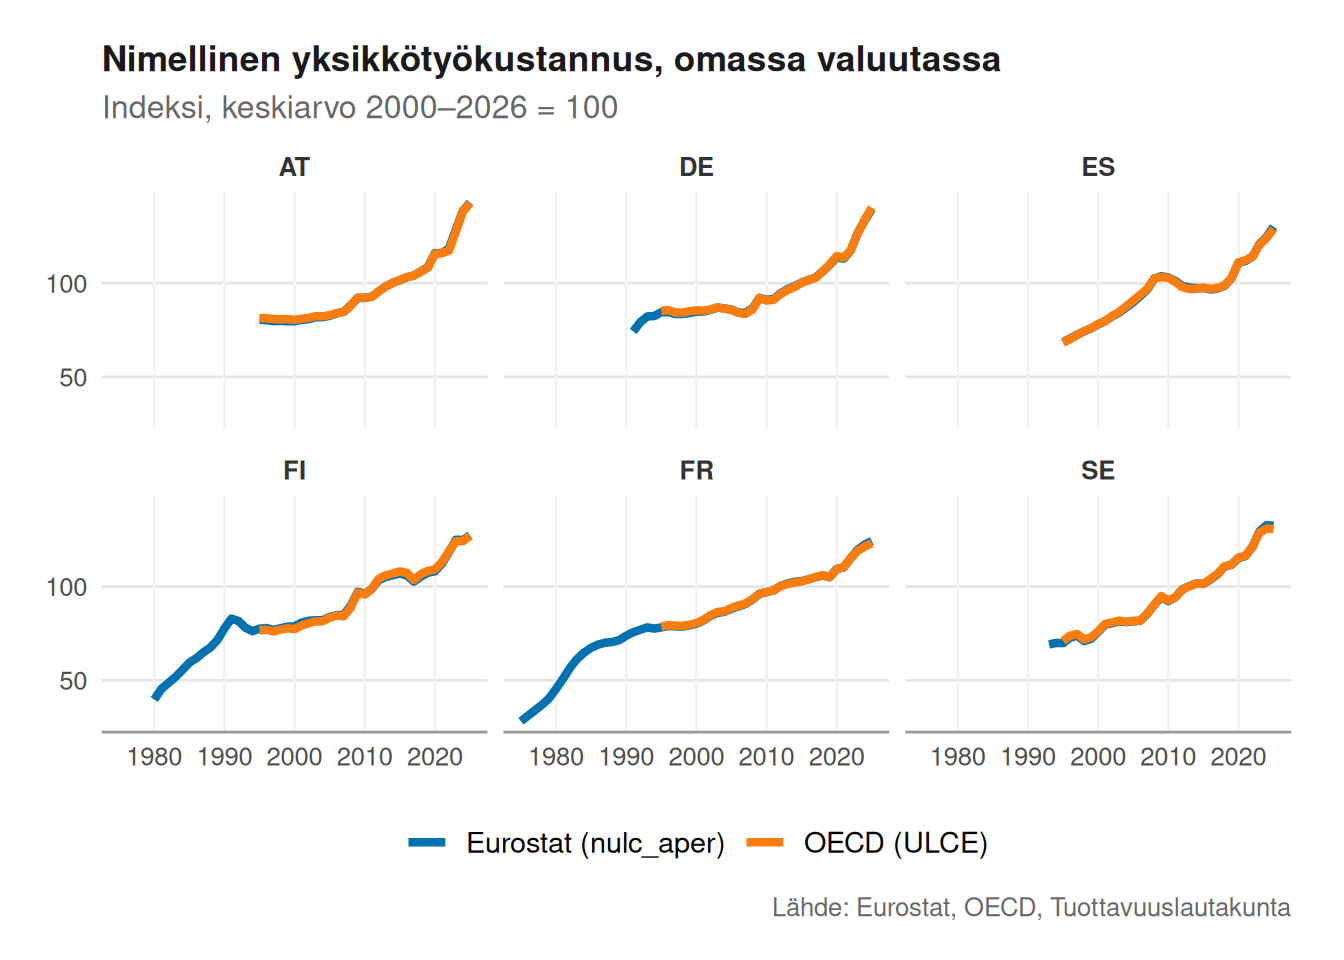 Nimellinen yksikkötyökustannus, omassa valuutassa
Indeksi, keskiarvo 2000–2026 = 100
AT DE ES
100
50
FI FR SE
100
50
1980 1990 2000 2010 2020 1980 1990 2000 2010 2020 1980 1990 2000 2010 2020
Eurostat (nulc_aper) OECD (ULCE)
Lähde: Eurostat, OECD, Tuottavuuslautakunta